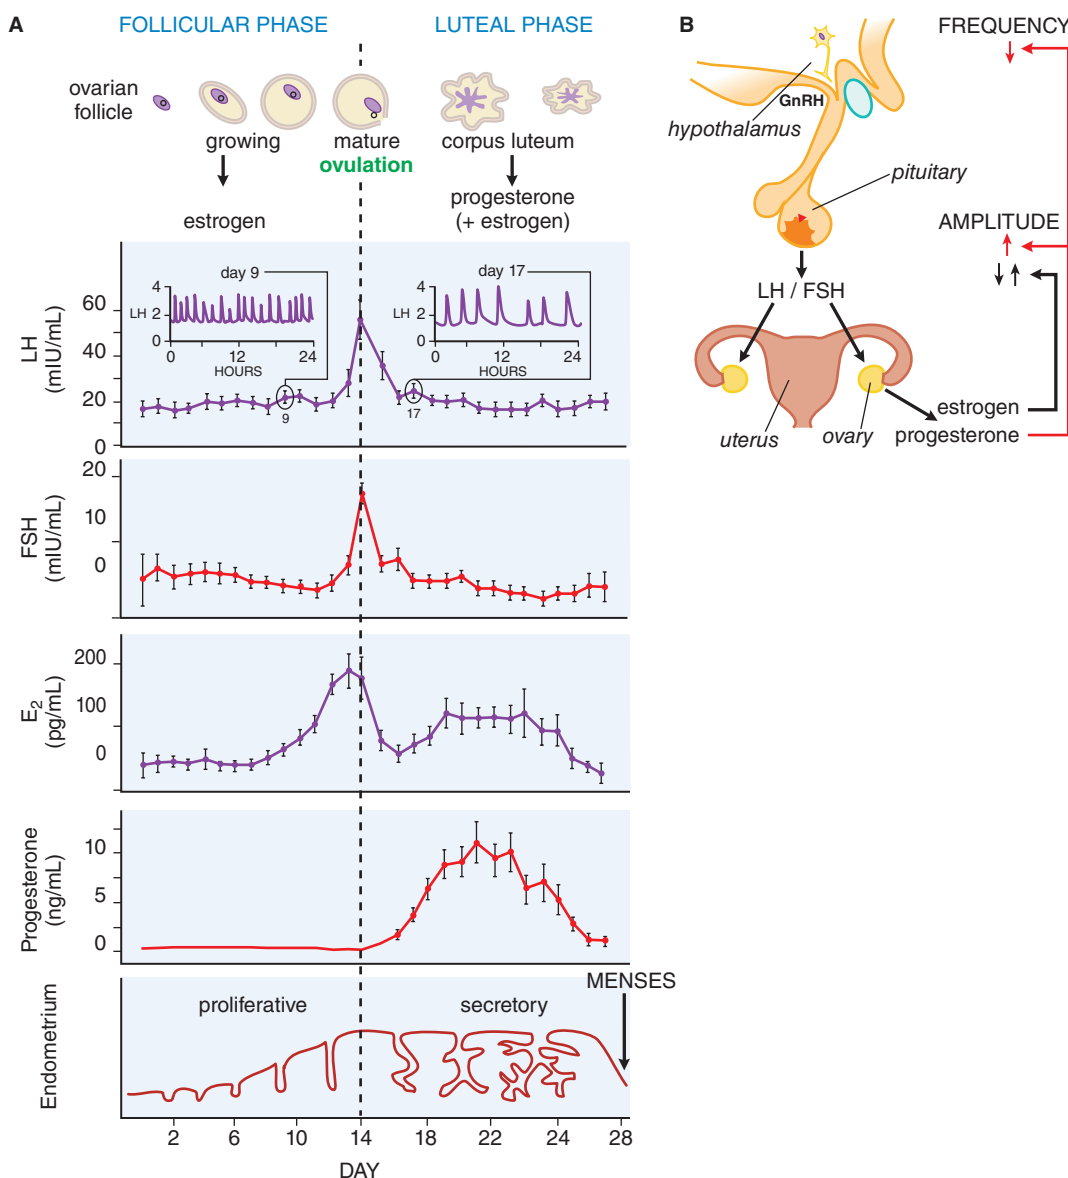 A
FOLLICULAR PHASE
LUTEAL PHASE
ovarian
follicle
growing
mature
ovulation
corpus luteum
estrogen
progesterone
(+ estrogen)
LH
(mIU/mL)
60
40
20
0
day 9
LH
4
2
0
0
12
24
HOURS
9
day 17
LH
4
2
0
0
12
24
HOURS
17
FSH
(mIU/mL)
20
10
0
E2
(pg/mL)
200
100
0
Progesterone
(ng/mL)
10
5
0
Endometrium
proliferative
secretory
MENSES
2
6
10
14
18
22
24
28
DAY
B
FREQUENCY
GnRH
hypothalamus
pituitary
AMPLITUDE
LH / FSH
uterus
ovary
estrogen
progesterone